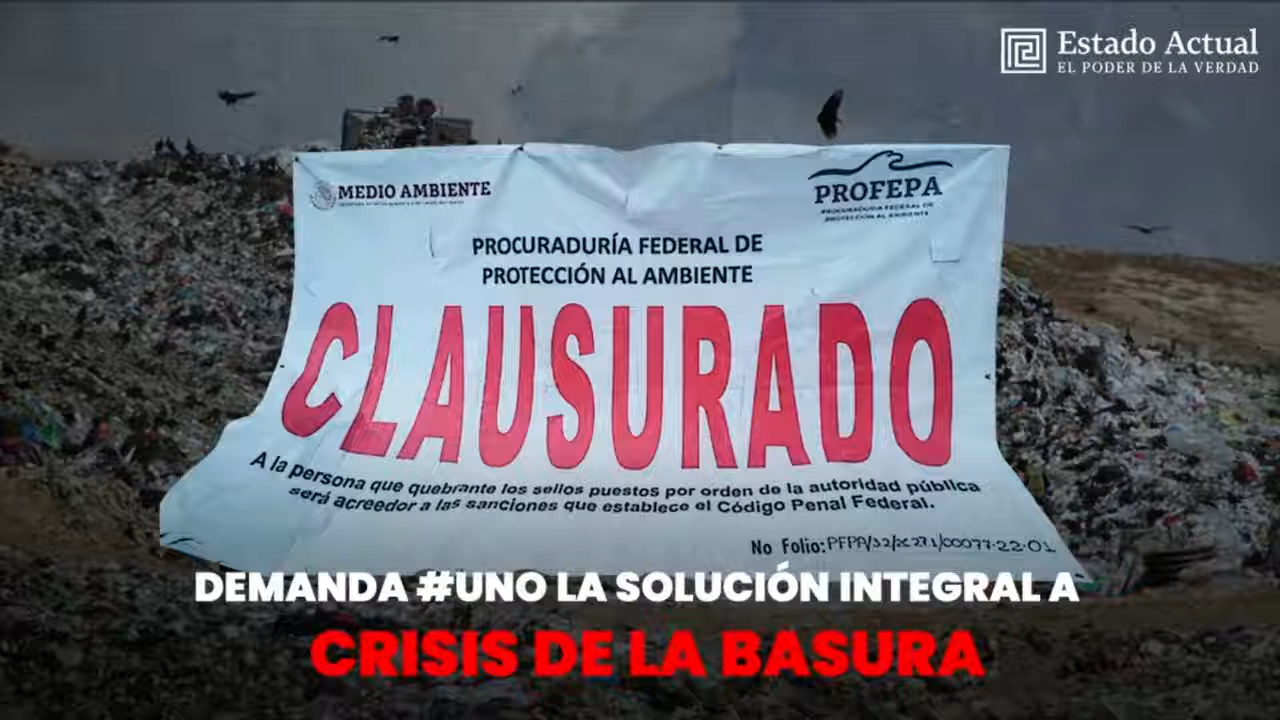 Estado Actual
EL PODER DE LA VERDAD
MEDIO AMBIENTE
PROFEPA
PROCURADURÍA FEDERAL DE
PROTECCIÓN AL AMBIENTE
PROCURADURÍA FEDERAL DE
PROTECCIÓN AL AMBIENTE
CLAUSURADO
A la persona que quebrante los sellos puestos por orden de la autoridad pública
será acreedor a las sanciones que establece el Código Penal Federal.
No Folio:
DEMANDA #UNO LA SOLUCIÓN INTEGRAL A
CRISIS DE LA BASURA